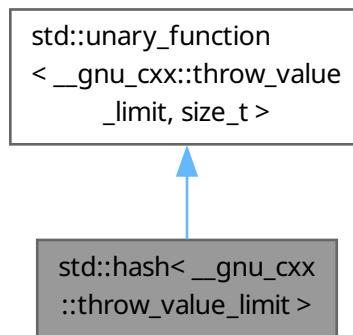 std::unary_function
< __gnu_cxx::throw_value
_limit, size_t >
std::hash< __gnu_cxx
::throw_value_limit >